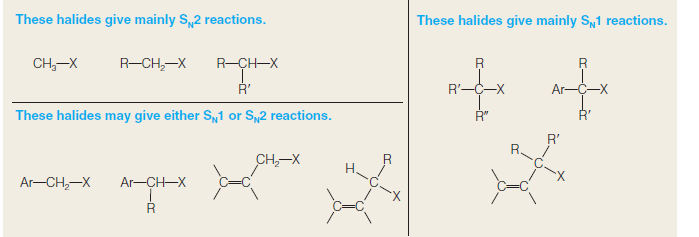 These halides give mainly SN2 reactions.
CH3—X R—CH2—X R—CH—X
R'
These halides may give either SN1 or SN2 reactions.
Ar—CH2—X Ar—CH—X
R
C=C
CH2—X
H
R
C
X
C=C
These halides give mainly SN1 reactions.
R
R'—C—X
R"
R
Ar—C—X
R'
R
R'
C
X
C=C